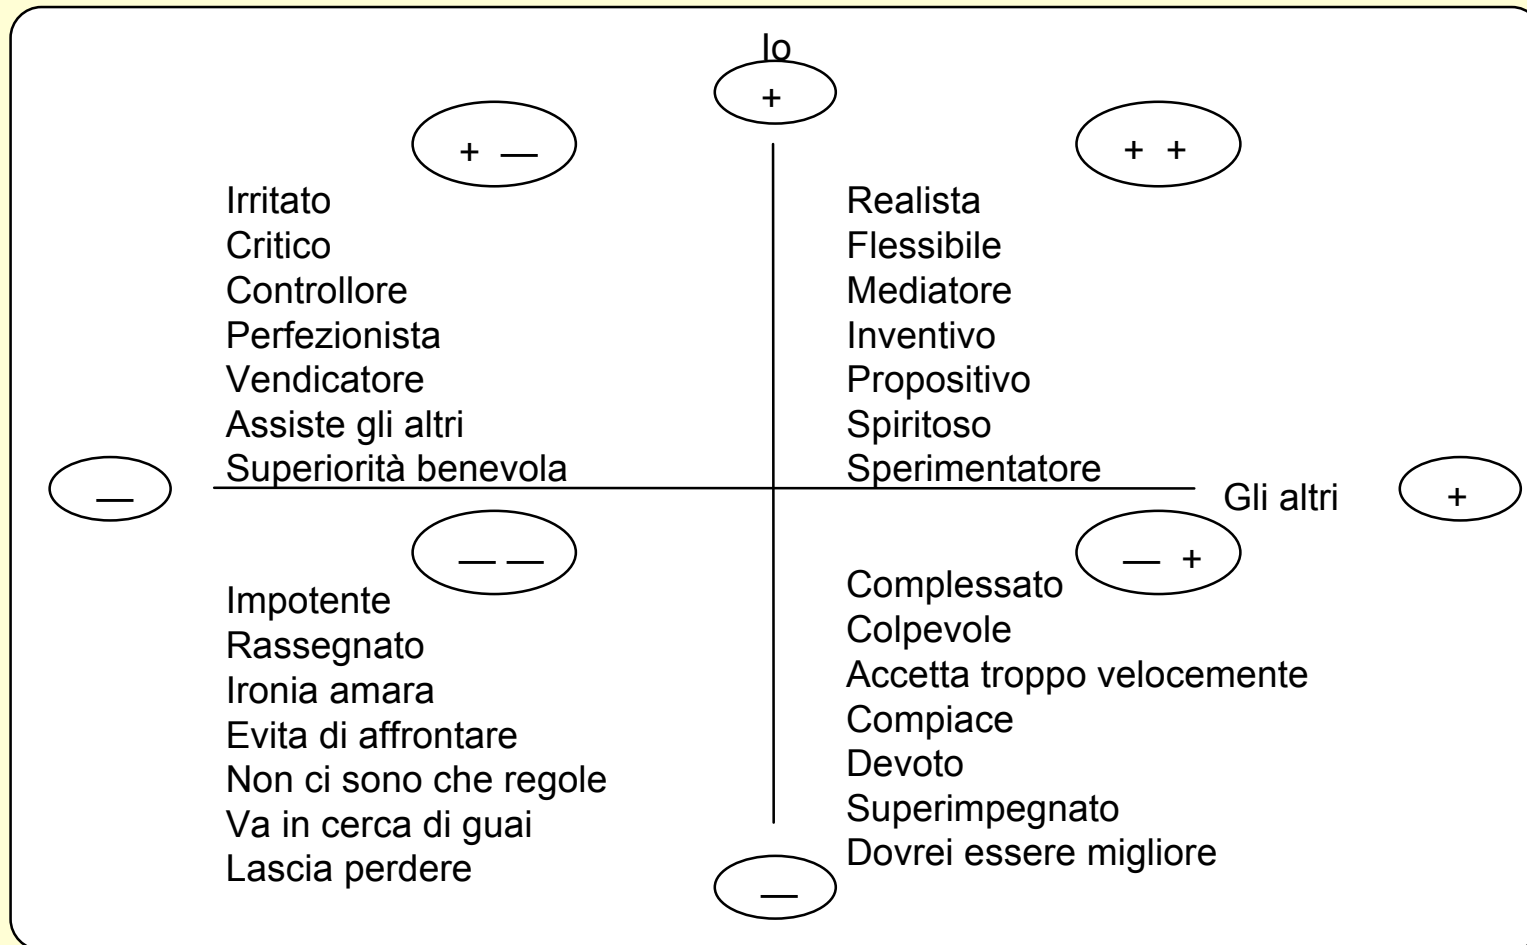 Io
+
+ —
+ +
Irritato
Critico
Controllore
Perfezionista
Vendicatore
Assiste gli altri
Superiorità benevola
Realista
Flessibile
Mediatore
Inventivo
Propositivo
Spiritoso
Sperimentatore
—
Gli altri
+
— —
— +
Impotente
Rassegnato
Ironia amara
Evita di affrontare
Non ci sono che regole
Va in cerca di guai
Lascia perdere
Complessato
Colpevole
Accetta troppo velocemente
Compiace
Devoto
Superimpegnato
Dovrei essere migliore
—